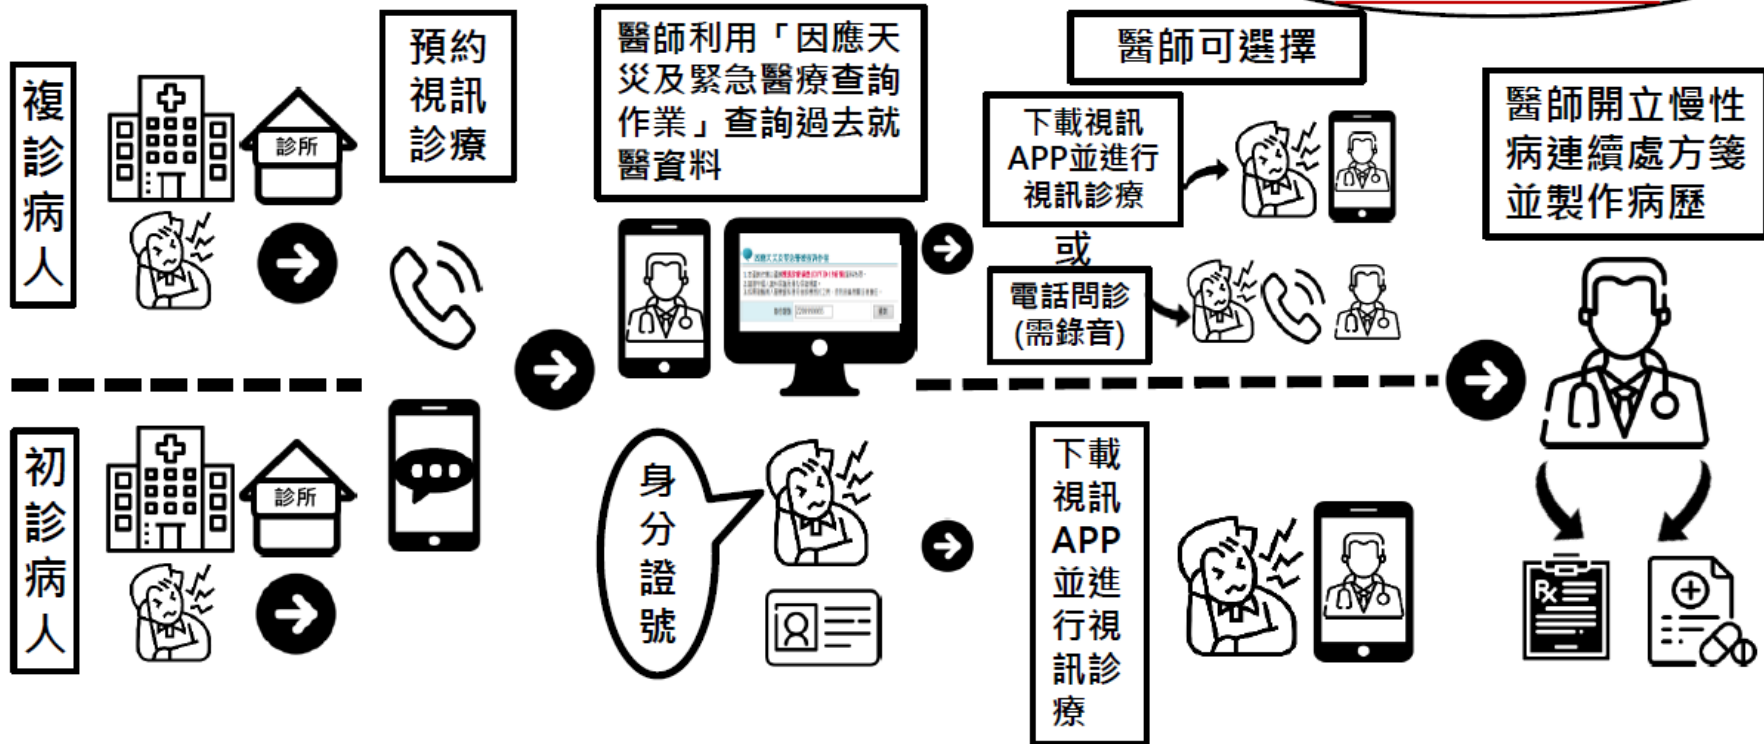 複診病人
診所
預約
視訊
診療
醫師利用「因應天
災及緊急醫療查詢
作業」查詢過去就
醫資料
醫師可選擇
下載視訊
APP並進行
視訊診療
或
電話問診
(需錄音)
醫師開立慢性
病連續處方箋
並製作病歷
初診病人
診所
身分證號
下載
視訊
APP
並進
行視
訊診
療
Rx